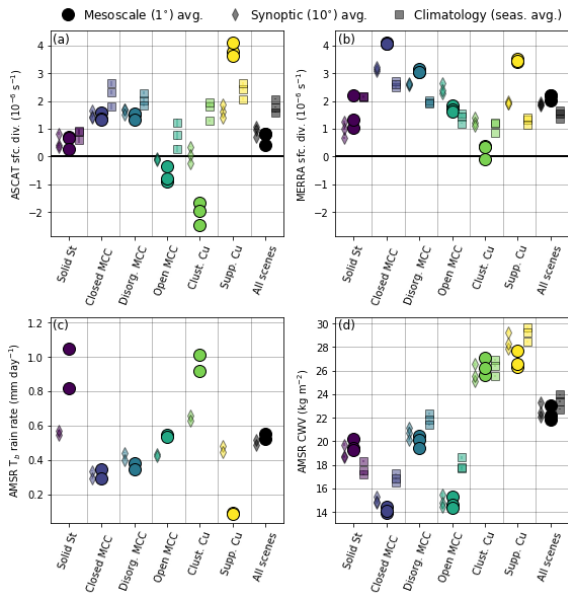 Mesoscale (1°) avg. Synoptic (10°) avg. Climatology (seas. avg.)
(a)
ASCAT sfc. div. (10⁻⁶ s⁻¹)
4
3
2
1
0
−1
−2
Solid St Closed MCC Disorg. MCC Open MCC Clust. Cu Supp. Cu All scenes
(b)
MERRA sfc. div. (10⁻⁶ s⁻¹)
4
3
2
1
0
−1
−2
Solid St Closed MCC Disorg. MCC Open MCC Clust. Cu Supp. Cu All scenes
(c)
AMSR T_b rain rate (mm day⁻¹)
1.2
1.0
0.8
0.6
0.4
0.2
Solid St Closed MCC Disorg. MCC Open MCC Clust. Cu Supp. Cu All scenes
(d)
AMSR CWV (kg m⁻²)
30
28
26
24
22
20
18
16
14
Solid St Closed MCC Disorg. MCC Open MCC Clust. Cu Supp. Cu All scenes